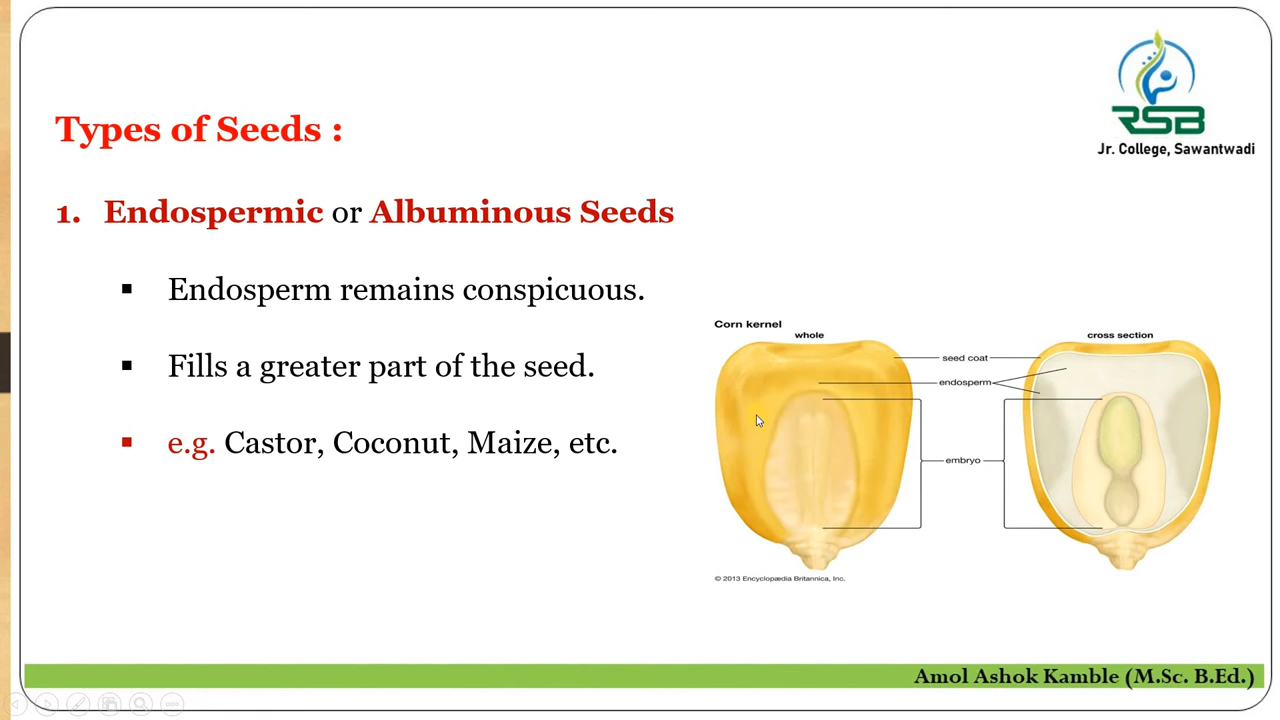 RSB
Jr. College, Sawantwadi
Types of Seeds :
1. Endospermic or Albuminous Seeds
▪ Endosperm remains conspicuous.
▪ Fills a greater part of the seed.
▪ e.g. Castor, Coconut, Maize, etc.
Corn kernel
whole
cross section
seed coat
endosperm
embryo
© 2013 Encyclopædia Britannica, Inc.
Amol Ashok Kamble (M.Sc. B.Ed.)